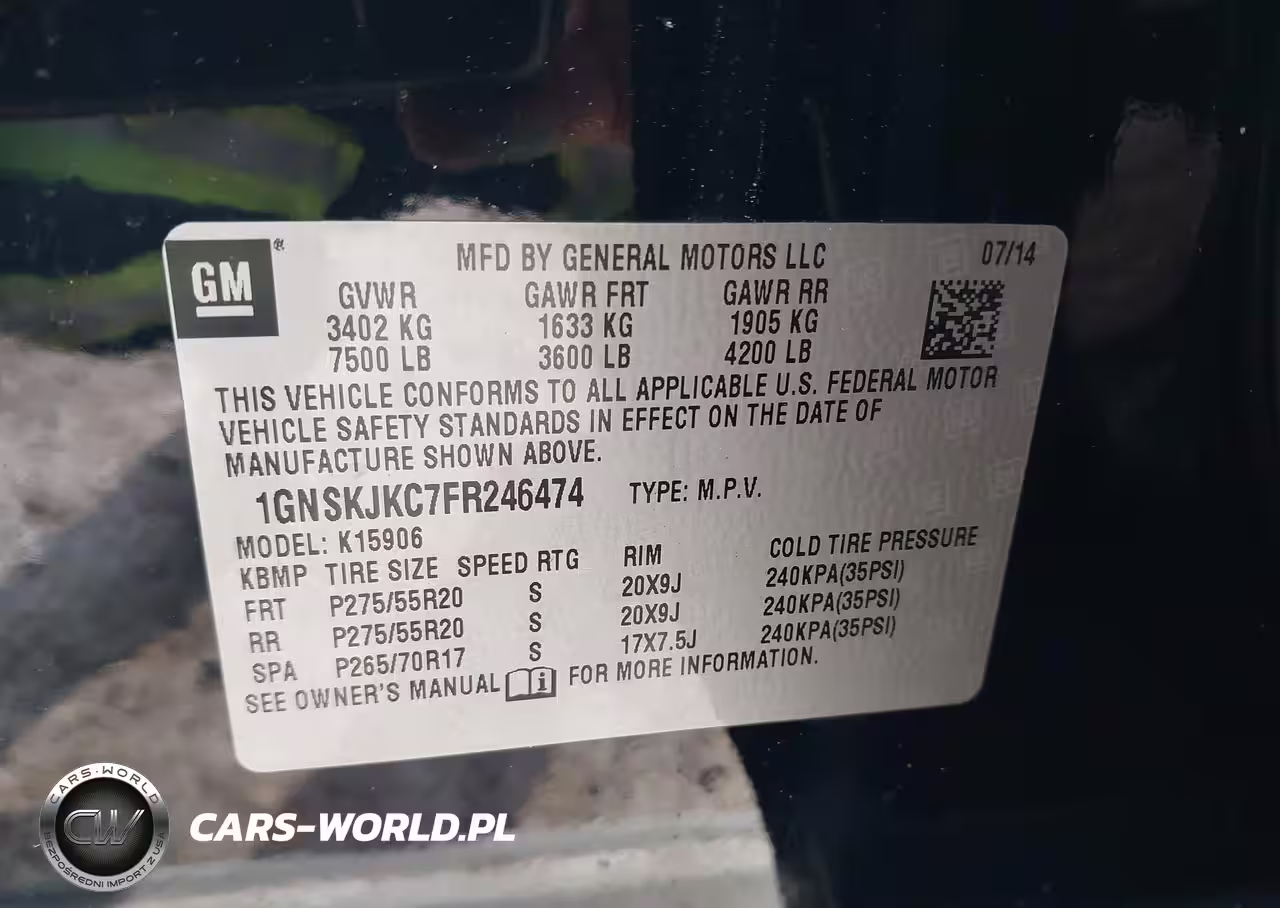 GM ®
MFD BY GENERAL MOTORS LLC 07/14
GVWR GAWR FRT GAWR RR
3402 KG 1633 KG 1905 KG
7500 LB 3600 LB 4200 LB
THIS VEHICLE CONFORMS TO ALL APPLICABLE U.S. FEDERAL MOTOR
VEHICLE SAFETY STANDARDS IN EFFECT ON THE DATE OF
MANUFACTURE SHOWN ABOVE.
1GNSKJKC7FR246474 TYPE: M.P.V.
MODEL: K15906
KBMP TIRE SIZE SPEED RTG RIM COLD TIRE PRESSURE
FRT P275/55R20 S 20X9J 240KPA(35PSI)
RR P275/55R20 S 20X9J 240KPA(35PSI)
SPA P265/70R17 S 17X7.5J 240KPA(35PSI)
SEE OWNER'S MANUAL i FOR MORE INFORMATION.
CARS-WORLD
CW
BEZPOŚREDNI IMPORT Z USA
CARS-WORLD.PL